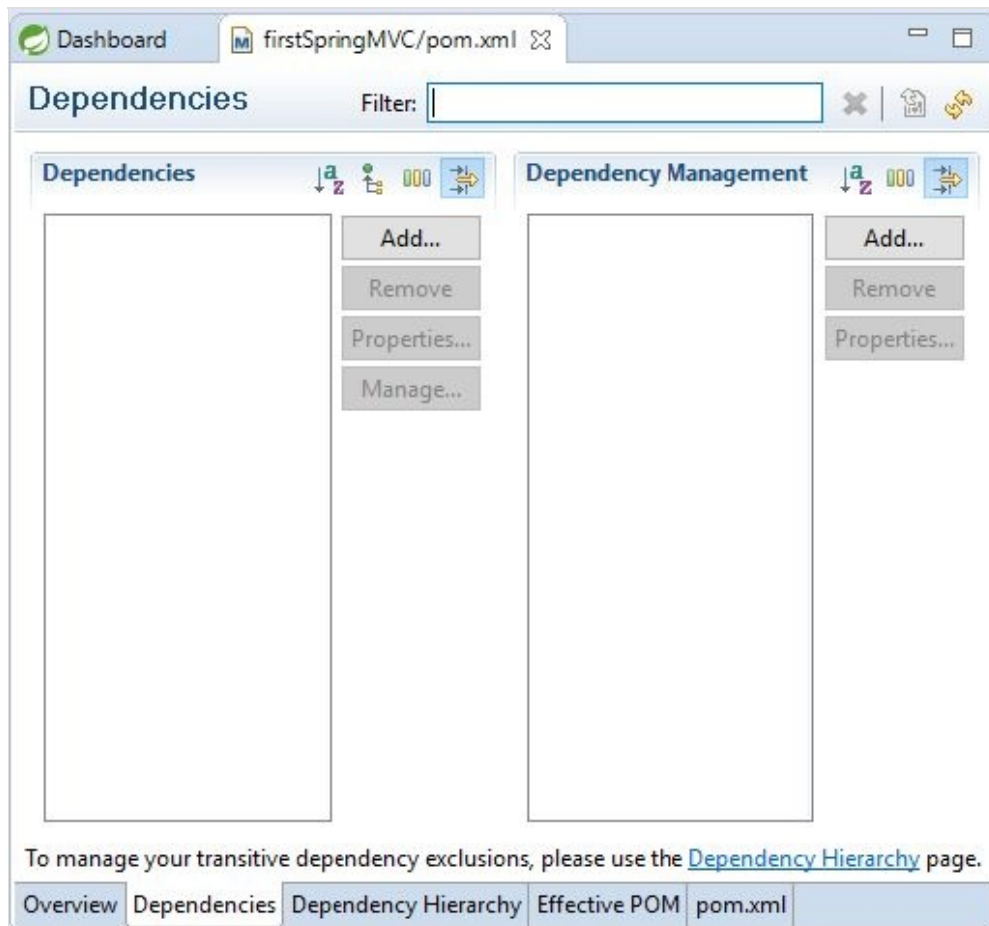 Dashboard firstSpringMVC/pom.xml
Dependencies Filter:
Dependencies Dependency Management
Add... Add...
Remove Remove
Properties... Properties...
Manage...
To manage your transitive dependency exclusions, please use the Dependency Hierarchy page.
Overview Dependencies Dependency Hierarchy Effective POM pom.xml